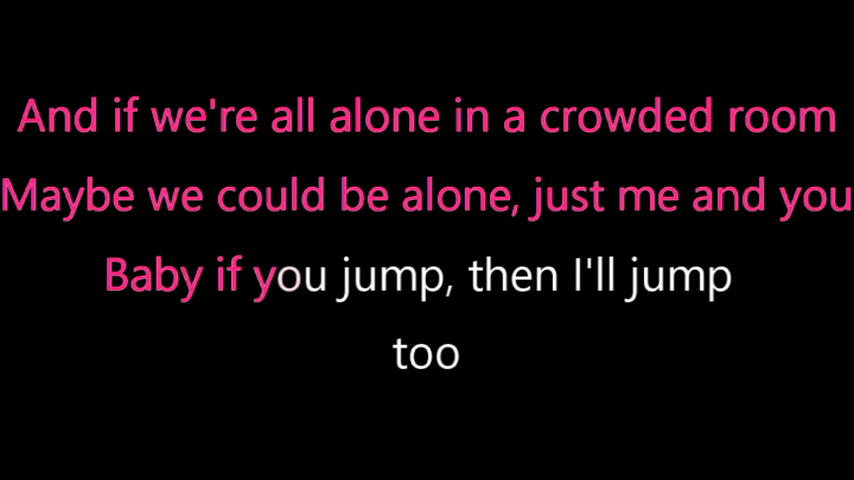 And if we're all alone in a crowded room
Maybe we could be alone, just me and you
Baby if you jump, then I'll jump
too